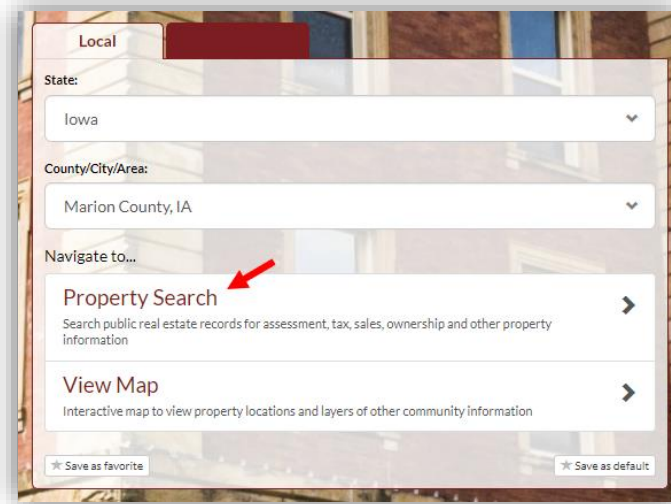 Local
State:
Iowa
County/City/Area:
Marion County, IA
Navigate to...
Property Search
Search public real estate records for assessment, tax, sales, ownership and other property
information
View Map
Interactive map to view property locations and layers of other community information
Save as favorite
Save as default